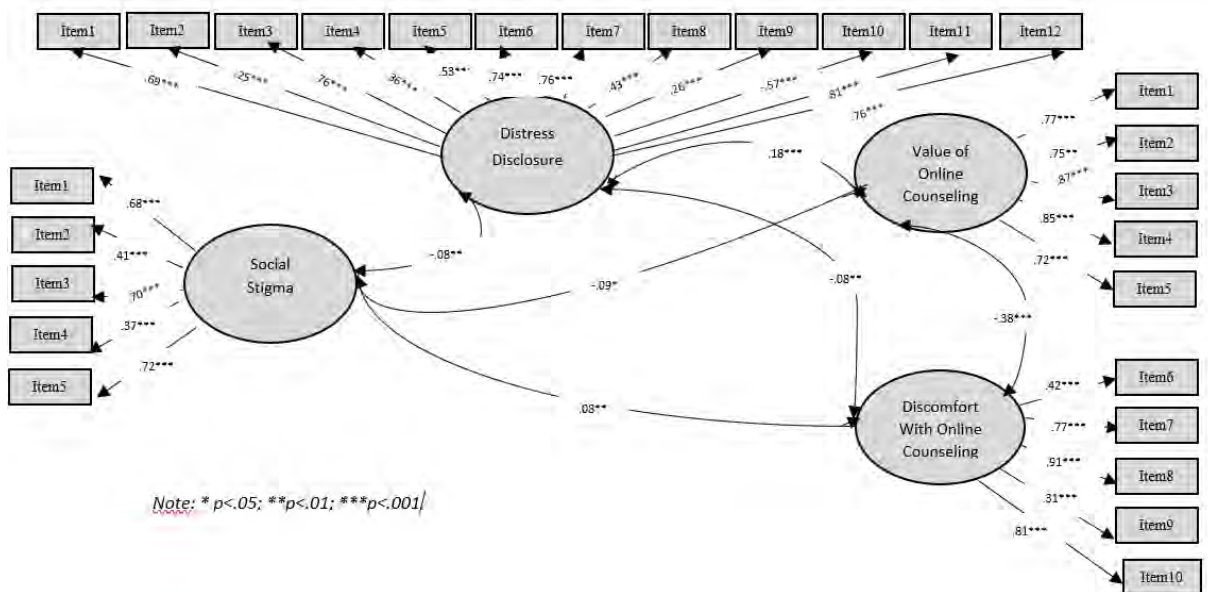 Item1 Item2 Item3 Item4 Item5 Item6 Item7 Item8 Item9 Item10 Item11 Item12
.69*** .25*** .76*** .36*** .53*** .74*** .76*** .43*** .26*** -.57*** .81*** .76***
Distress
Disclosure
Value of
Online
Counseling
Item1
Item2
Item3
Item4
Item5
.77***
.75**
.87***
.85***
.72***
Item1
Item2
Item3
Item4
Item5
.68***
.41***
.70***
.37***
.72***
Social
Stigma
.18***
-.08**
-.09*
-.08**
-.38***
.08**
Discomfort
With Online
Counseling
Item6
Item7
Item8
Item9
Item10
.42***
.77***
.91***
.31***
.81***
Note: * p<.05; **p<.01; ***p<.001